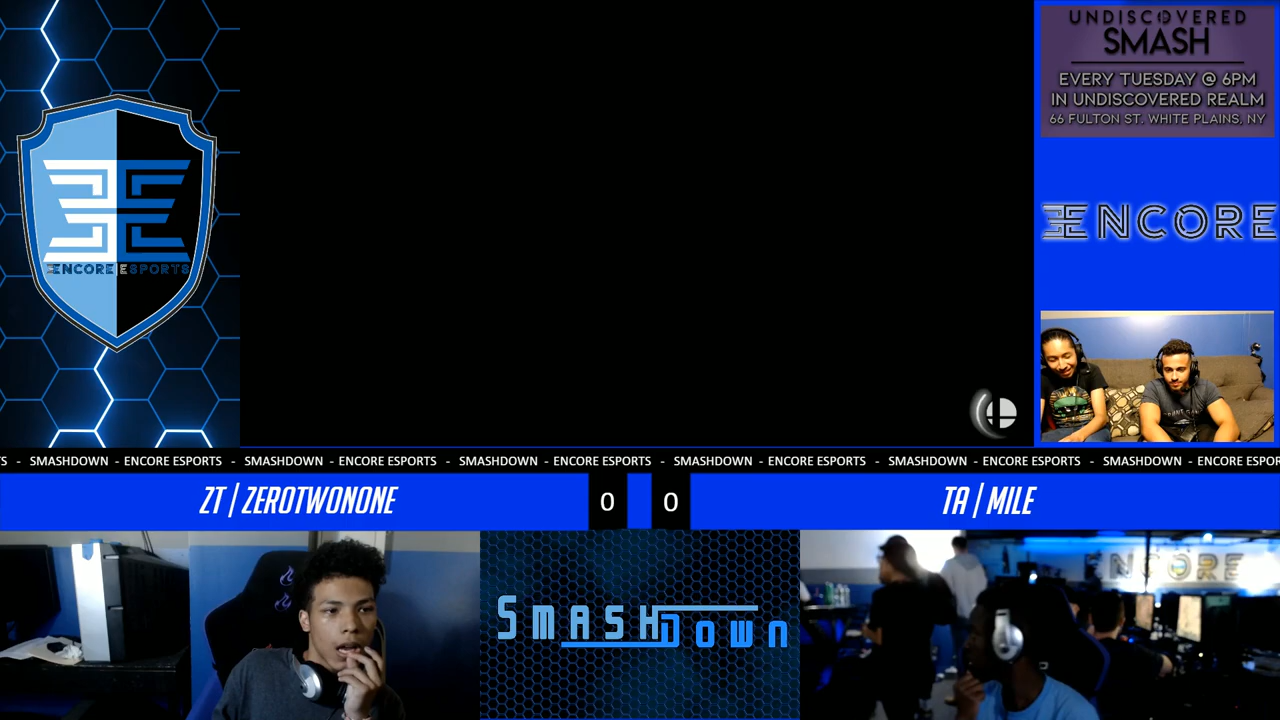 UNDISCOVERED
SMASH
EVERY TUESDAY @ 6PM
IN UNDISCOVERED REALM
66 FULTON ST. WHITE PLAINS, NY
ENCORE ESPORTS
ENCORE
TS - SMASHDOWN - ENCORE ESPORTS - SMASHDOWN - ENCORE ESPORTS - SMASHDOWN - ENCORE ESPORTS - SMASHDOWN - ENCORE ESPORTS - SMASHDOWN - ENCORE ESPORTS - SMASHDOWN - ENCORE ESPOR
ZT | ZEROTWONONE
0
0
TA | MILE
SMASH
DOWN
ENCORE